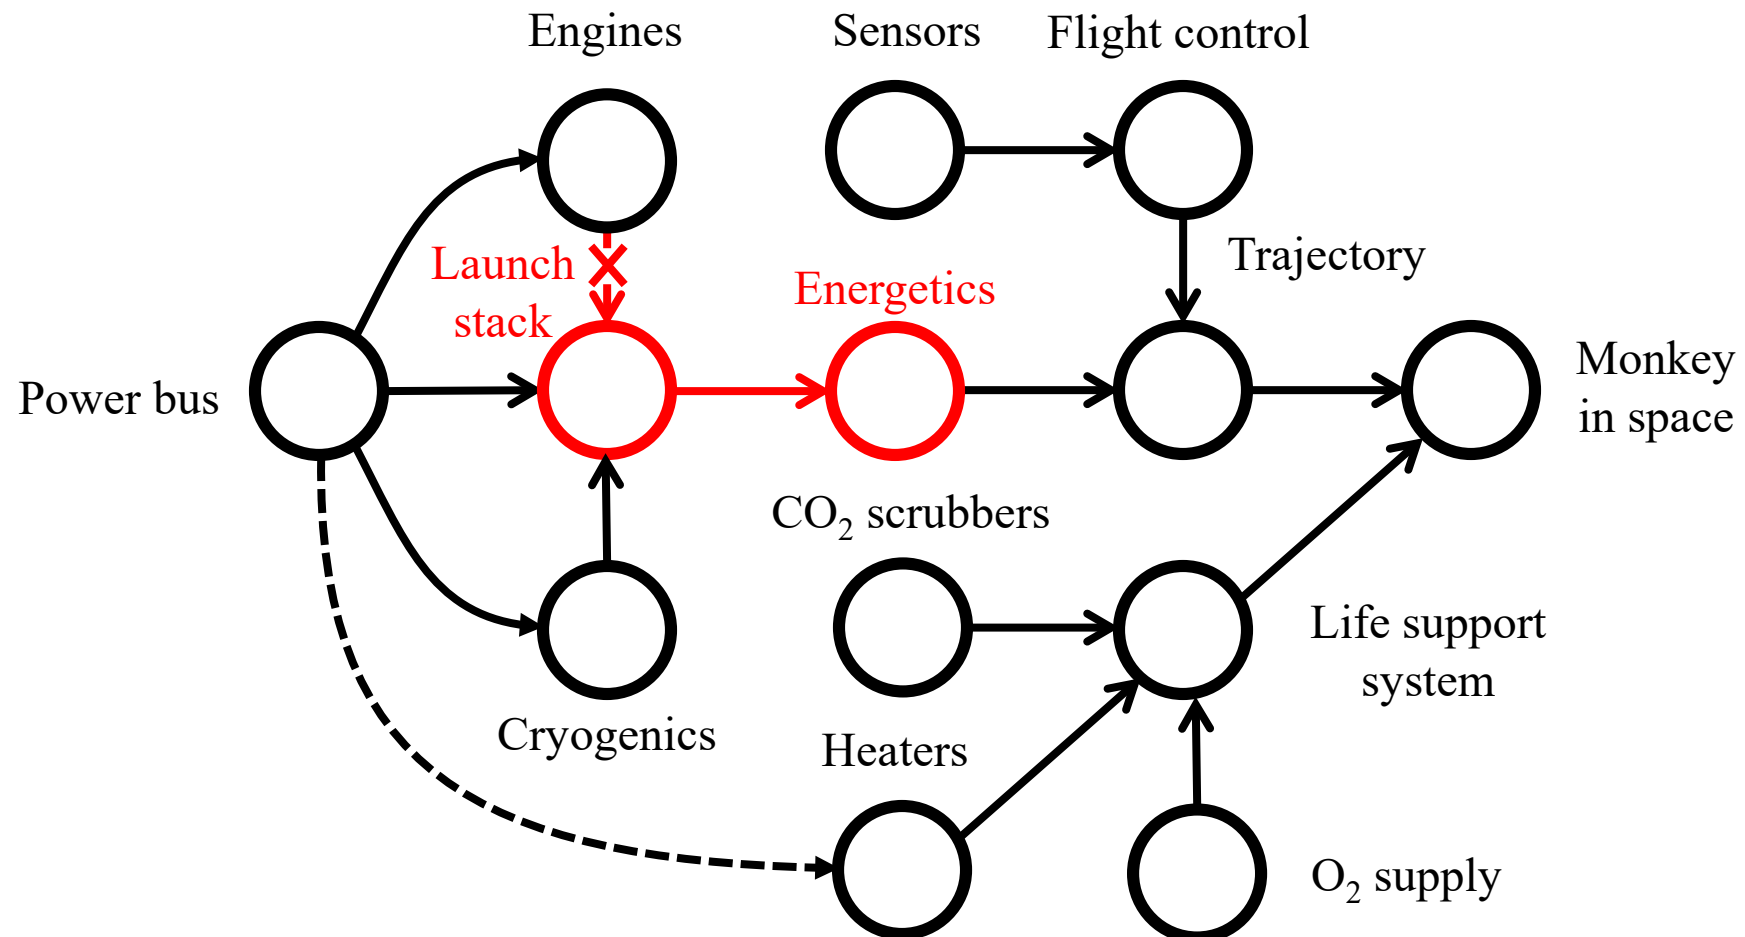 Engines
Sensors
Flight control
Launch
stack
Energetics
Trajectory
Power bus
Monkey
in space
CO₂ scrubbers
Life support
system
Cryogenics
Heaters
O₂ supply